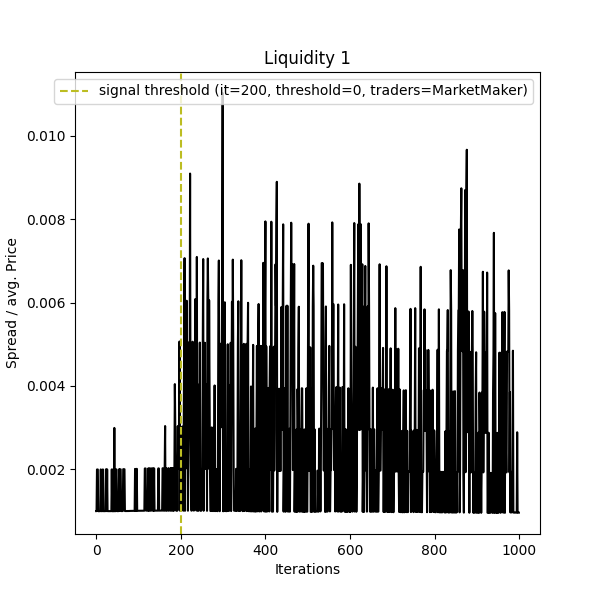 Liquidity 1
signal threshold (it=200, threshold=0, traders=MarketMaker)
0.010
0.008
0.006
0.004
0.002
Spread / avg. Price
0 200 400 600 800 1000
Iterations